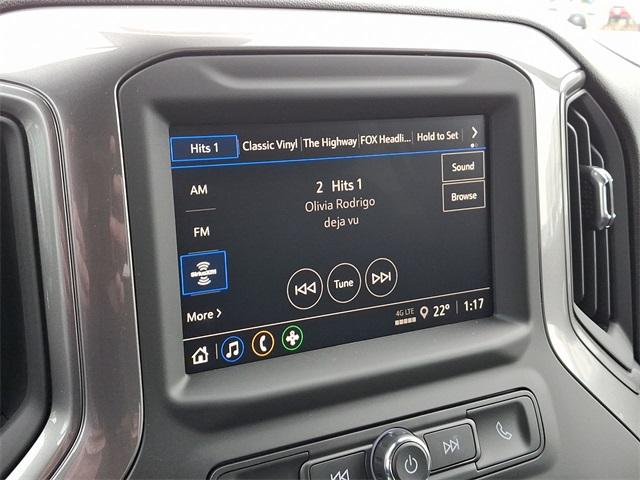 Hits 1 Classic Vinyl The Highway FOX Headli... Hold to Set
AM
2 Hits 1
Sound
Olivia Rodrigo
Browse
FM
deja vu
SiriusXM
Tune
More
4G LTE 22° 1:17